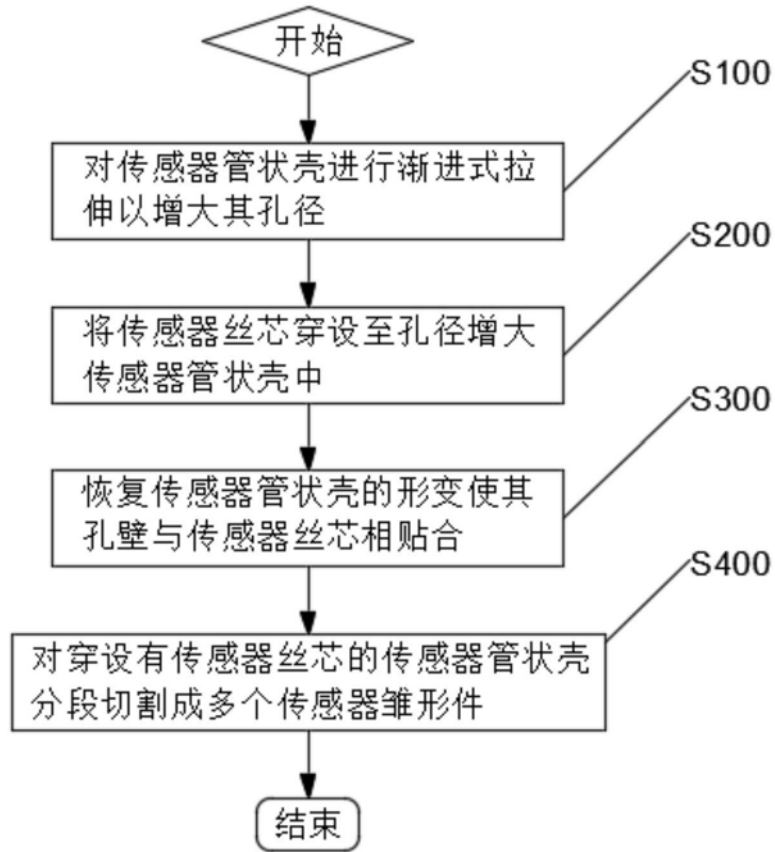 开始
S100
对传感器管状壳进行渐进式拉
伸以增大其孔径
S200
将传感器丝芯穿设至孔径增大
传感器管状壳中
S300
恢复传感器管状壳的形变使其
孔壁与传感器丝芯相贴合
S400
对穿设有传感器丝芯的传感器管状壳
分段切割成多个传感器雏形件
结束